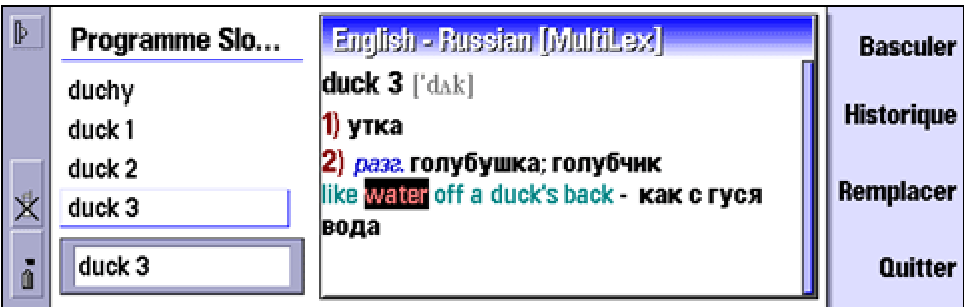 Programme Slo...
duchy
duck 1
duck 2
duck 3
duck 3
English - Russian [MultiLex]
duck 3 ['dʌk]
1) утка
2) разг. голубушка; голубчик
like water off a duck's back - как с гуся
вода
Basculer
Historique
Remplacer
Quitter